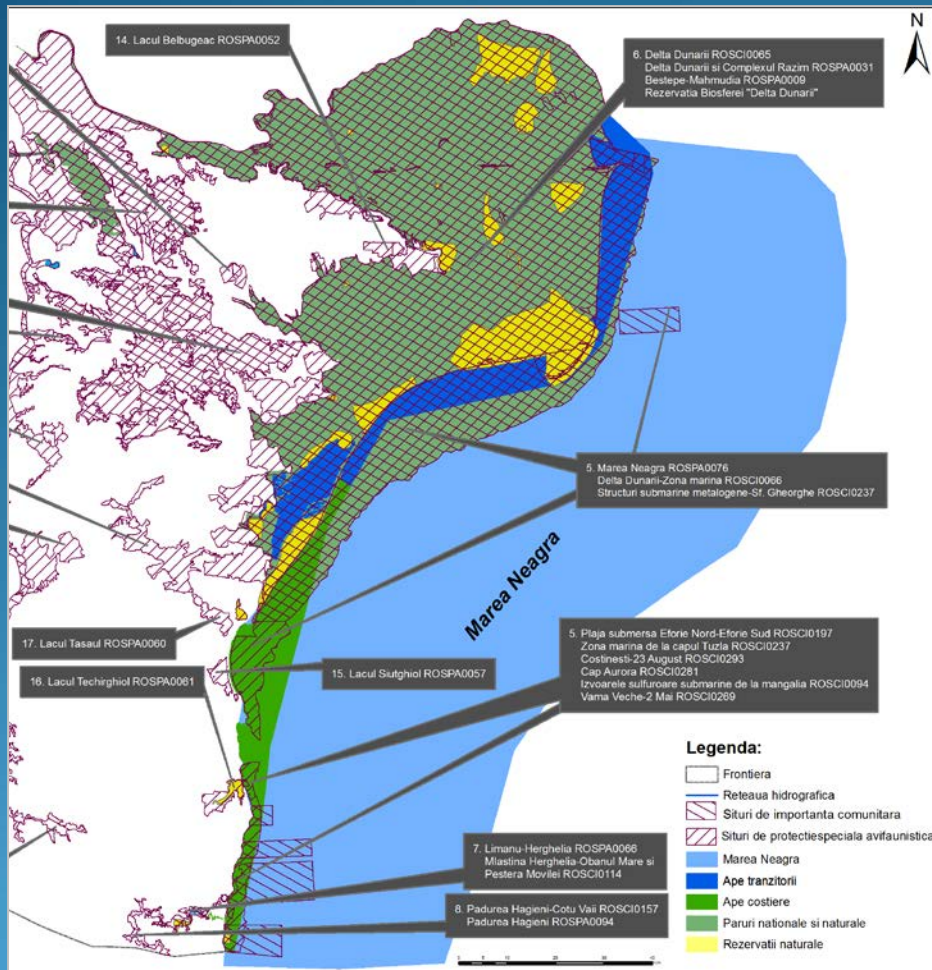 N
14. Lacul Belbugeac ROSPA0052
6. Delta Dunarii ROSCI0065
Delta Dunarii si Complexul Razim ROSPA0031
Bestepe-Mahmudia ROSPA0009
Rezervatia Biosferei "Delta Dunarii"
5. Marea Neagra ROSPA0076
Delta Dunarii-Zona marina ROSCI0066
Structuri submarine metalogene-Sf. Gheorghe ROSCI0237
Marea Neagra
17. Lacul Tasaul ROSPA0060
15. Lacul Siutghiol ROSPA0057
16. Lacul Techirghiol ROSPA0061
5. Plaja submersa Eforie Nord-Eforie Sud ROSCI0197
Zona marina de la capul Tuzla ROSCI0237
Costinesti-23 August ROSCI0293
Cap Aurora ROSCI0281
Izvoarele sulfuroare submarine de la mangalia ROSCI0094
Vama Veche-2 Mai ROSCI0269
7. Limanu-Herghelia ROSPA0066
Mlastina Herghelia-Obanul Mare si
Pestera Movilei ROSCI0114
8. Padurea Hagieni-Cotu Vaii ROSCI0157
Padurea Hagieni ROSPA0094
Legenda:
Frontiera
Reteaua hidrografica
Situri de importanta comunitara
Situri de protectiespeciala avifaunistica
Marea Neagra
Ape tranzitorii
Ape costiere
Paruri nationale si naturale
Rezervatii naturale